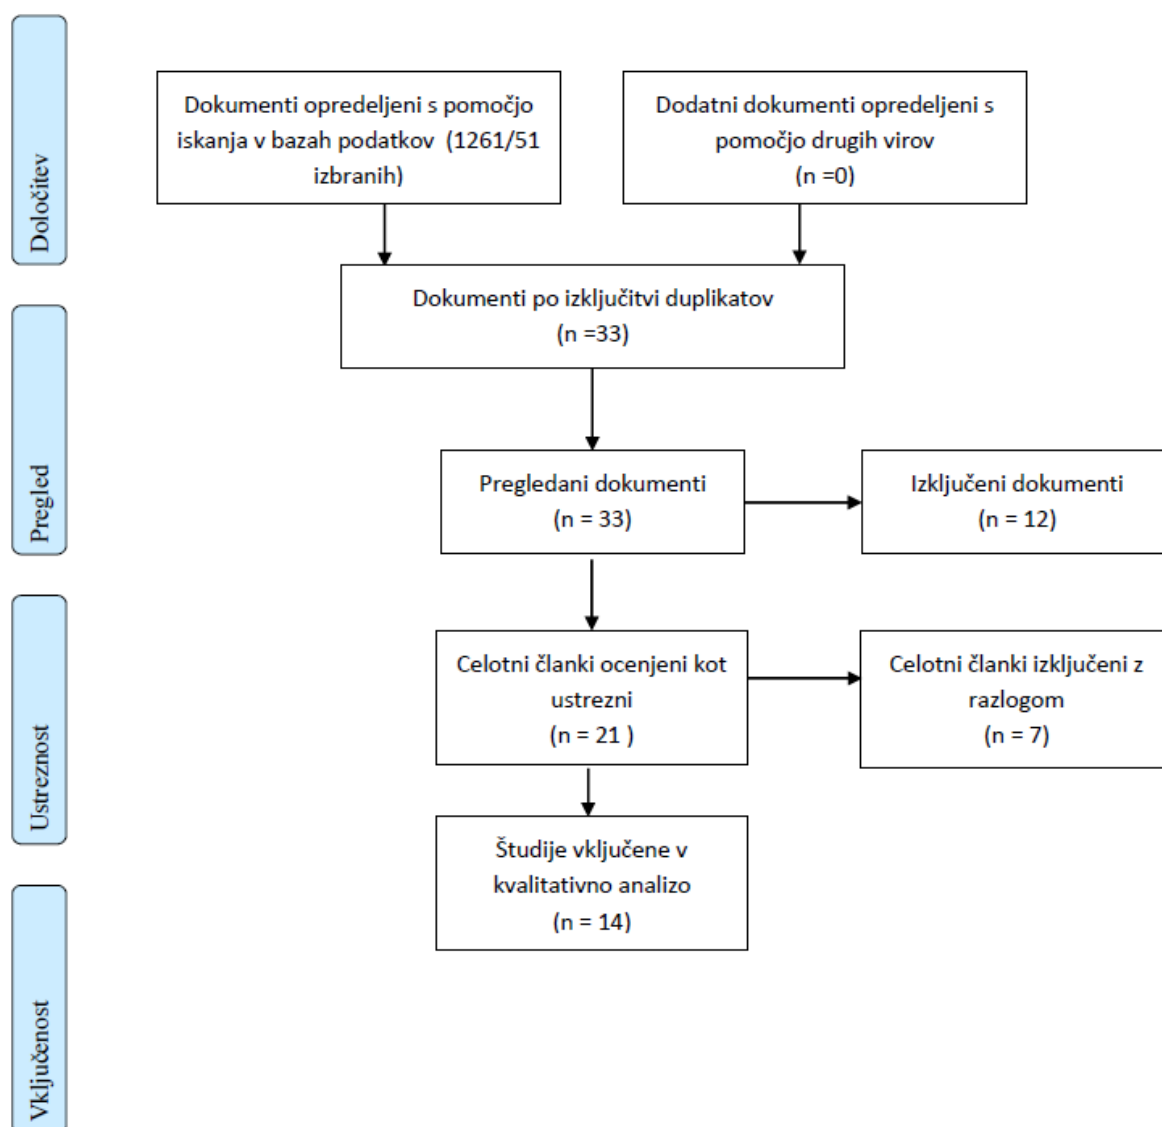 Določitev
Dokumenti opredeljeni s pomočjo
iskanja v bazah podatkov  (1261/51
izbranih)
Dodatni dokumenti opredeljeni s
pomočjo drugih virov
(n =0)
Dokumenti po izključitvi duplikatov
(n =33)
Pregled
Pregledani dokumenti
(n = 33)
Izključeni dokumenti
(n = 12)
Ustreznost
Celotni članki ocenjeni kot
ustrezni
(n = 21 )
Celotni članki izključeni z
razlogom
(n = 7)
Študije vključene v
kvalitativno analizo
(n = 14)
Vključenost